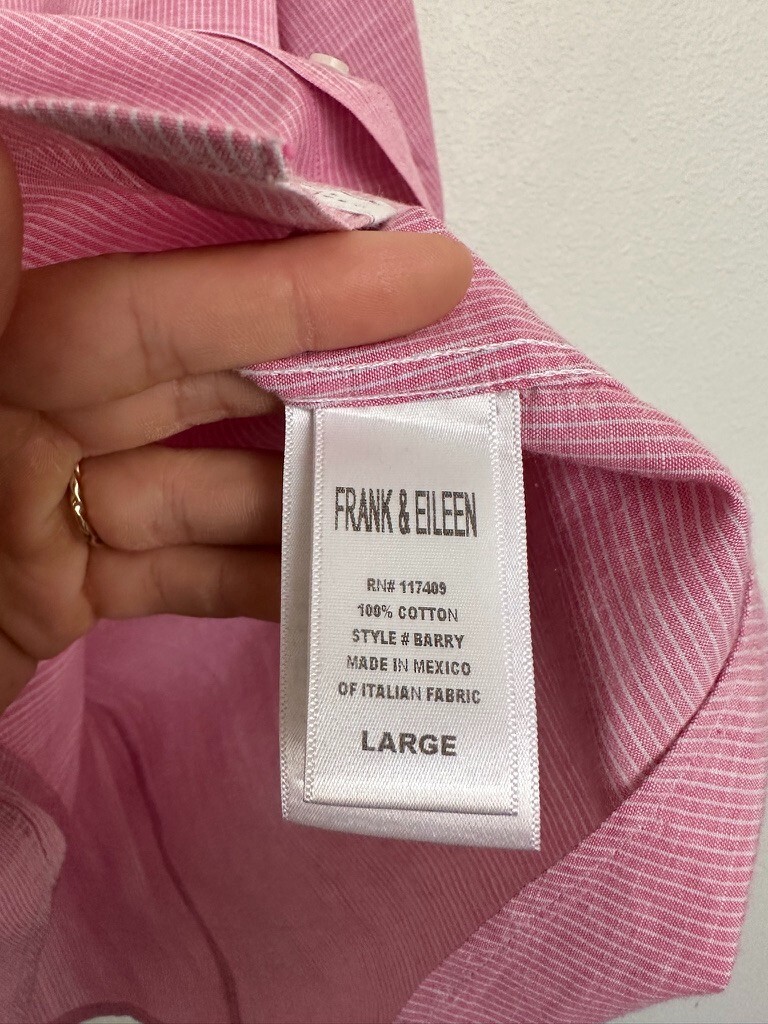 FRANK & EILEEN
RN# 117409
100% COTTON
STYLE # BARRY
MADE IN MEXICO
OF ITALIAN FABRIC
LARGE